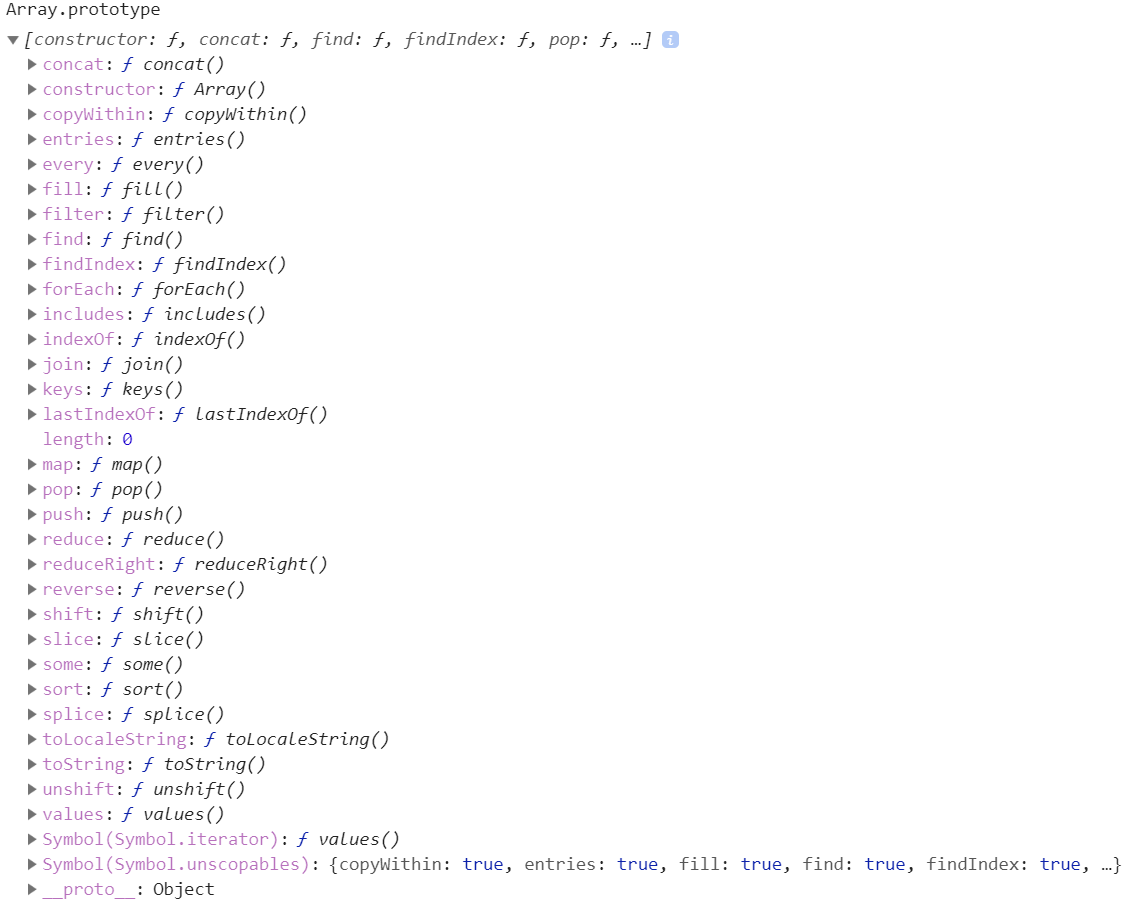 Array.prototype
[constructor: ƒ, concat: ƒ, find: ƒ, findIndex: ƒ, pop: ƒ, …] i
concat: ƒ concat()
constructor: ƒ Array()
copyWithin: ƒ copyWithin()
entries: ƒ entries()
every: ƒ every()
fill: ƒ fill()
filter: ƒ filter()
find: ƒ find()
findIndex: ƒ findIndex()
forEach: ƒ forEach()
includes: ƒ includes()
indexOf: ƒ indexOf()
join: ƒ join()
keys: ƒ keys()
lastIndexOf: ƒ lastIndexOf()
length: 0
map: ƒ map()
pop: ƒ pop()
push: ƒ push()
reduce: ƒ reduce()
reduceRight: ƒ reduceRight()
reverse: ƒ reverse()
shift: ƒ shift()
slice: ƒ slice()
some: ƒ some()
sort: ƒ sort()
splice: ƒ splice()
toLocaleString: ƒ toLocaleString()
toString: ƒ toString()
unshift: ƒ unshift()
values: ƒ values()
Symbol(Symbol.iterator): ƒ values()
Symbol(Symbol.unscopables): {copyWithin: true, entries: true, fill: true, find: true, findIndex: true, …}
__proto__: Object